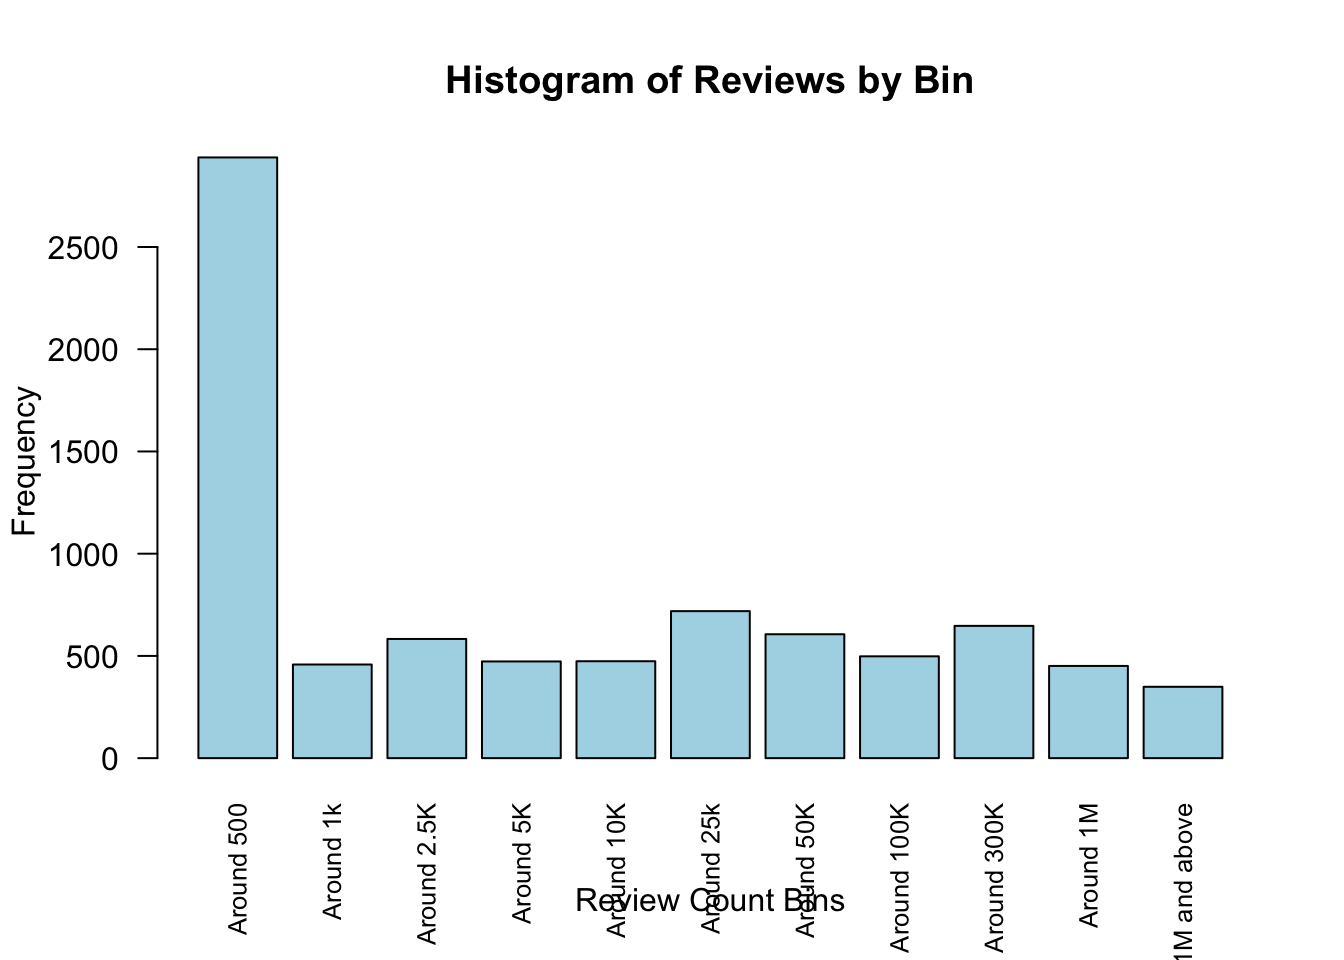 Histogram of Reviews by Bin
Frequency
2500
2000
1500
1000
500
0
Around 500
Around 1k
Around 2.5K
Around 5K
Around 10K
Around 25k
Around 50K
Around 100K
Around 300K
Around 1M
1M and above
Review Count Bins